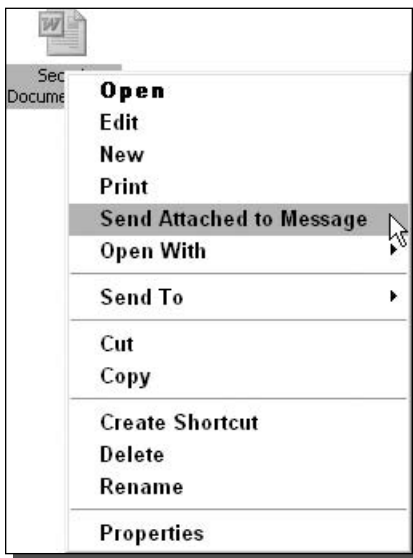 W
Docume
Open
Edit
New
Print
Send Attached to Message
Open With
Send To
Cut
Copy
Create Shortcut
Delete
Rename
Properties